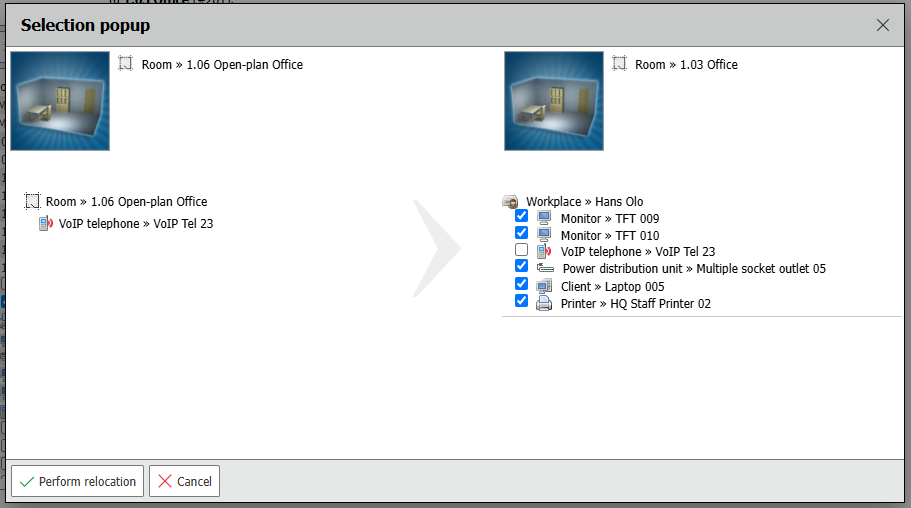 Selection popup
Room » 1.06 Open-plan Office
Room » 1.03 Office
Room » 1.06 Open-plan Office
VoIP telephone » VoIP Tel 23
Workplace » Hans Olo
Monitor » TFT 009
Monitor » TFT 010
VoIP telephone » VoIP Tel 23
Power distribution unit » Multiple socket outlet 05
Client » Laptop 005
Printer » HQ Staff Printer 02
Perform relocation
Cancel